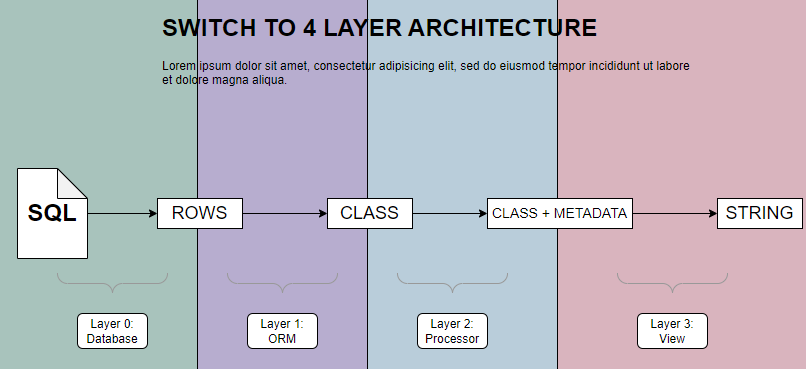 SWITCH TO 4 LAYER ARCHITECTURE
Lorem ipsum dolor sit amet, consectetur adipisicing elit, sed do eiusmod tempor incididunt ut labore
et dolore magna aliqua.
SQL
ROWS
CLASS
CLASS + METADATA
STRING
Layer 0:
Database
Layer 1:
ORM
Layer 2:
Processor
Layer 3:
View